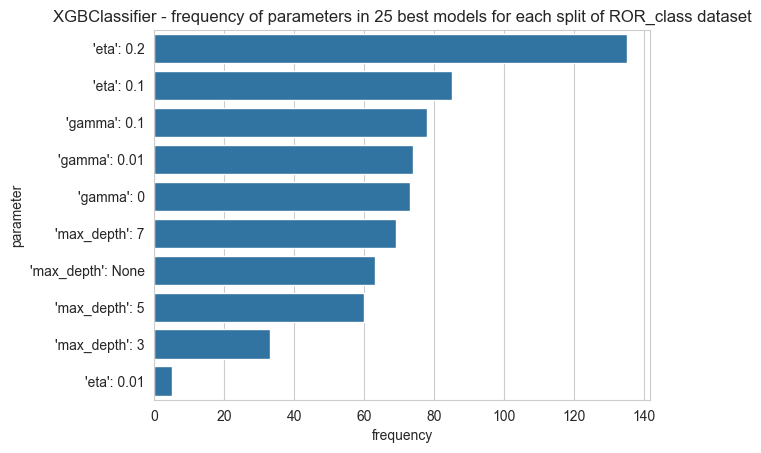 XGBClassifier - frequency of parameters in 25 best models for each split of ROR_class dataset
parameter
'eta': 0.2
'eta': 0.1
'gamma': 0.1
'gamma': 0.01
'gamma': 0
'max_depth': 7
'max_depth': None
'max_depth': 5
'max_depth': 3
'eta': 0.01
0 20 40 60 80 100 120 140
frequency